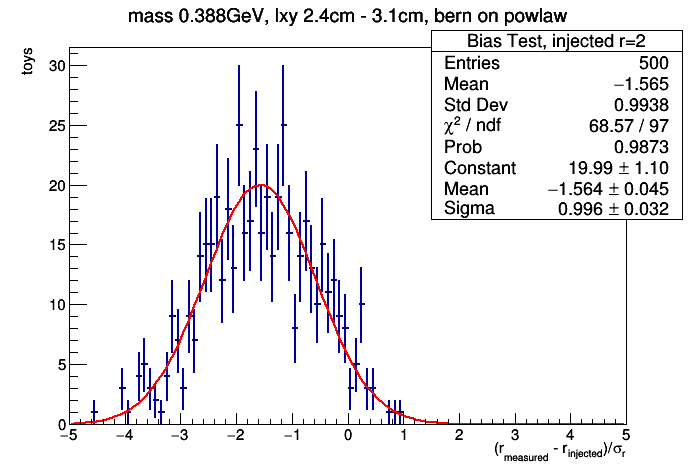 mass 0.388GeV, lxy 2.4cm - 3.1cm, bern on powlaw
Bias Test, injected r=2
Entries 500
Mean −1.565
Std Dev 0.9938
χ² / ndf 68.57 / 97
Prob 0.9873
Constant 19.99 ± 1.10
Mean −1.564 ± 0.045
Sigma 0.996 ± 0.032
toys
30
25
20
15
10
5
0
−5 −4 −3 −2 −1 0 1 2 3 4 5
(r_measured - r_injected)/σ_r